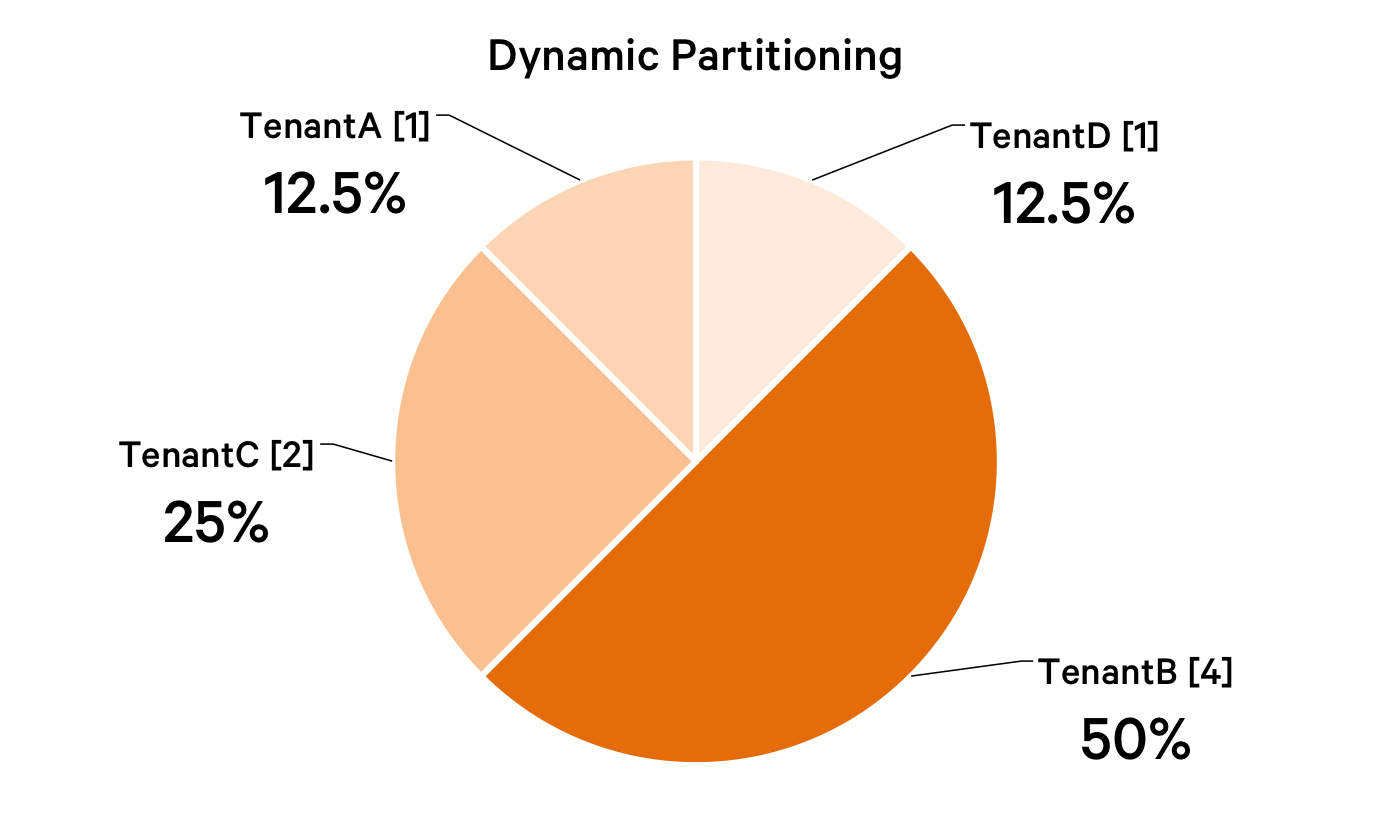 Dynamic Partitioning
TenantA [1]
12.5%
TenantD [1]
12.5%
TenantC [2]
25%
TenantB [4]
50%